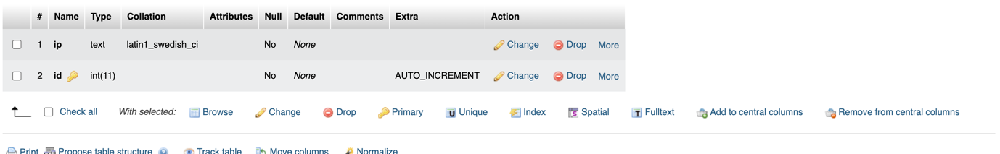 # Name Type Collation Attributes Null Default Comments Extra Action
1 ip text latin1_swedish_ci No None Change Drop More
2 id int(11) No None AUTO_INCREMENT Change Drop More
Check all With selected: Browse Change Drop Primary U Unique Index S Spatial T Fulltext Add to central columns Remove from central columns
Print Propose table structure Track table Move columns Normalize